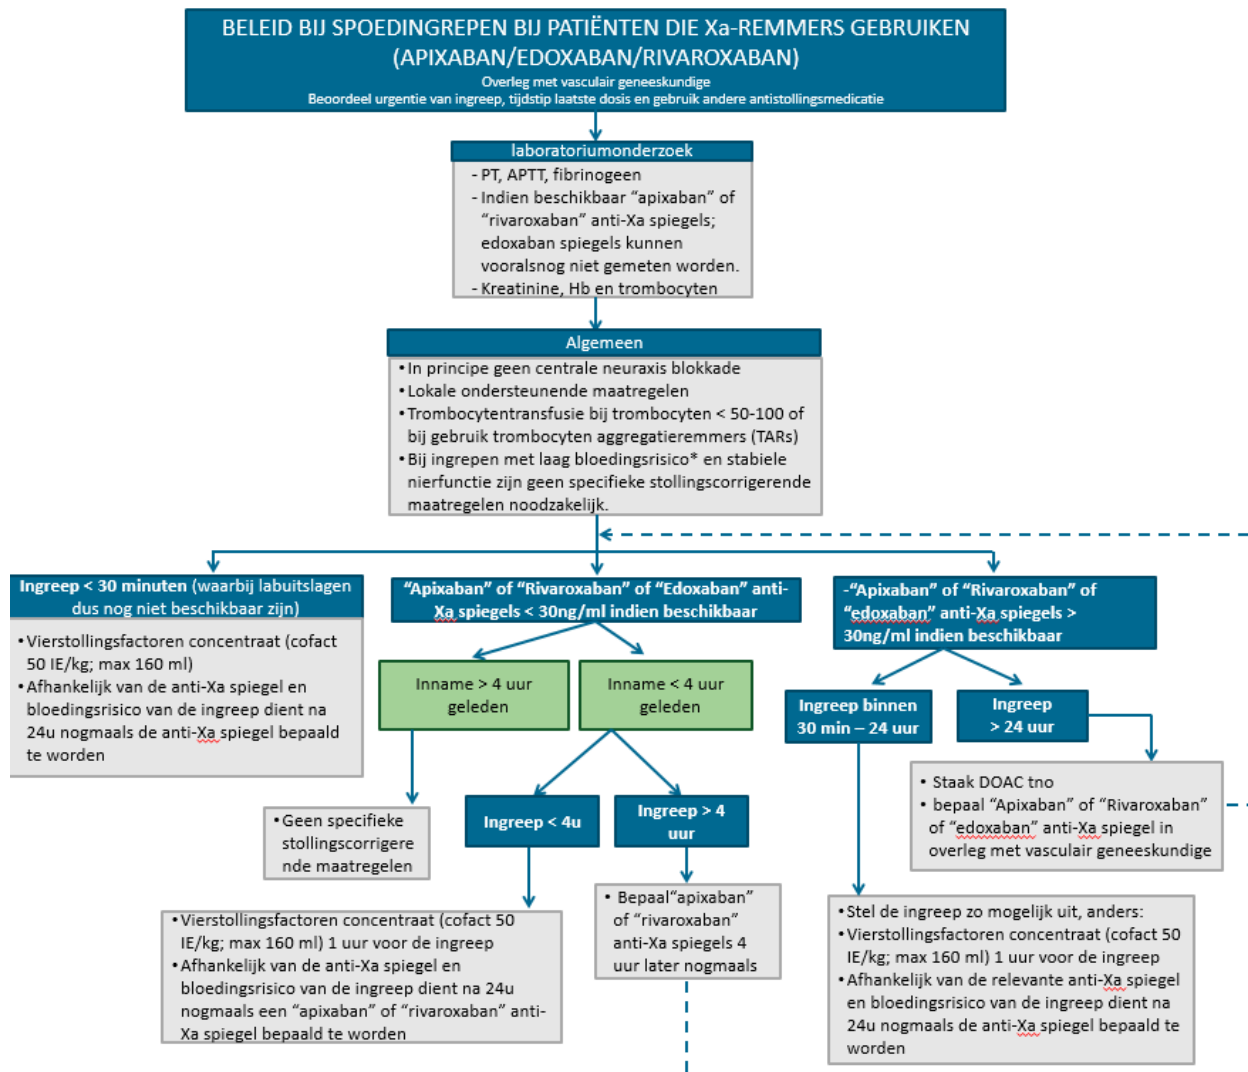 BELEID BIJ SPOEDINGREPEN BIJ PATIËNTEN DIE Xa-REMMERS GEBRUIKEN
(APIXABAN/EDOXABAN/RIVAROXABAN)
Overleg met vasculair geneeskundige
Beoordeel urgentie van ingreep, tijdstip laatste dosis en gebruik andere antistollingsmedicatie
laboratoriumonderzoek
- PT, APTT, fibrinogeen
- Indien beschikbaar “apixaban” of
“rivaroxaban” anti-Xa spiegels;
edoxaban spiegels kunnen
vooralsnog niet gemeten worden.
- Kreatinine, Hb en trombocyten
Algemeen
• In principe geen centrale neuraxis blokkade
• Lokale ondersteunende maatregelen
• Trombocytentransfusie bij trombocyten < 50-100 of
bij gebruik trombocyten aggregatieremmers (TARs)
• Bij ingrepen met laag bloedingsrisico* en stabiele
nierfunctie zijn geen specifieke stollingscorrigerende
maatregelen noodzakelijk.
Ingreep < 30 minuten (waarbij labuitslagen
dus nog niet beschikbaar zijn)
• Vierstollingsfactoren concentraat (cofact
50 IE/kg; max 160 ml)
• Afhankelijk van de anti-Xa spiegel en
bloedingsrisico van de ingreep dient na
24u nogmaals de anti-Xa spiegel bepaald
te worden
“Apixaban” of “Rivaroxaban” of “Edoxaban” anti-
Xa spiegels < 30ng/ml indien beschikbaar
Inname > 4 uur
geleden
Inname < 4 uur
geleden
• Geen specifieke
stollingscorrigere
nde maatregelen
Ingreep < 4u
Ingreep > 4
uur
• Vierstollingsfactoren concentraat (cofact 50
IE/kg; max 160 ml) 1 uur voor de ingreep
• Afhankelijk van de anti-Xa spiegel en
bloedingsrisico van de ingreep dient na 24u
nogmaals een “apixaban” of “rivaroxaban” anti-
Xa spiegel bepaald te worden
• Bepaal“apixaban”
of “rivaroxaban”
anti-Xa spiegels 4
uur later nogmaals
-“Apixaban” of “Rivaroxaban” of
“edoxaban” anti-Xa spiegels >
30ng/ml indien beschikbaar
Ingreep binnen
30 min – 24 uur
Ingreep
> 24 uur
• Staak DOAC tno
• bepaal “Apixaban” of “Rivaroxaban”
of “edoxaban” anti-Xa spiegel in
overleg met vasculair geneeskundige
• Stel de ingreep zo mogelijk uit, anders:
• Vierstollingsfactoren concentraat (cofact 50
IE/kg; max 160 ml) 1 uur voor de ingreep
• Afhankelijk van de relevante anti-Xa spiegel
en bloedingsrisico van de ingreep dient na
24u nogmaals de anti-Xa spiegel bepaald te
worden